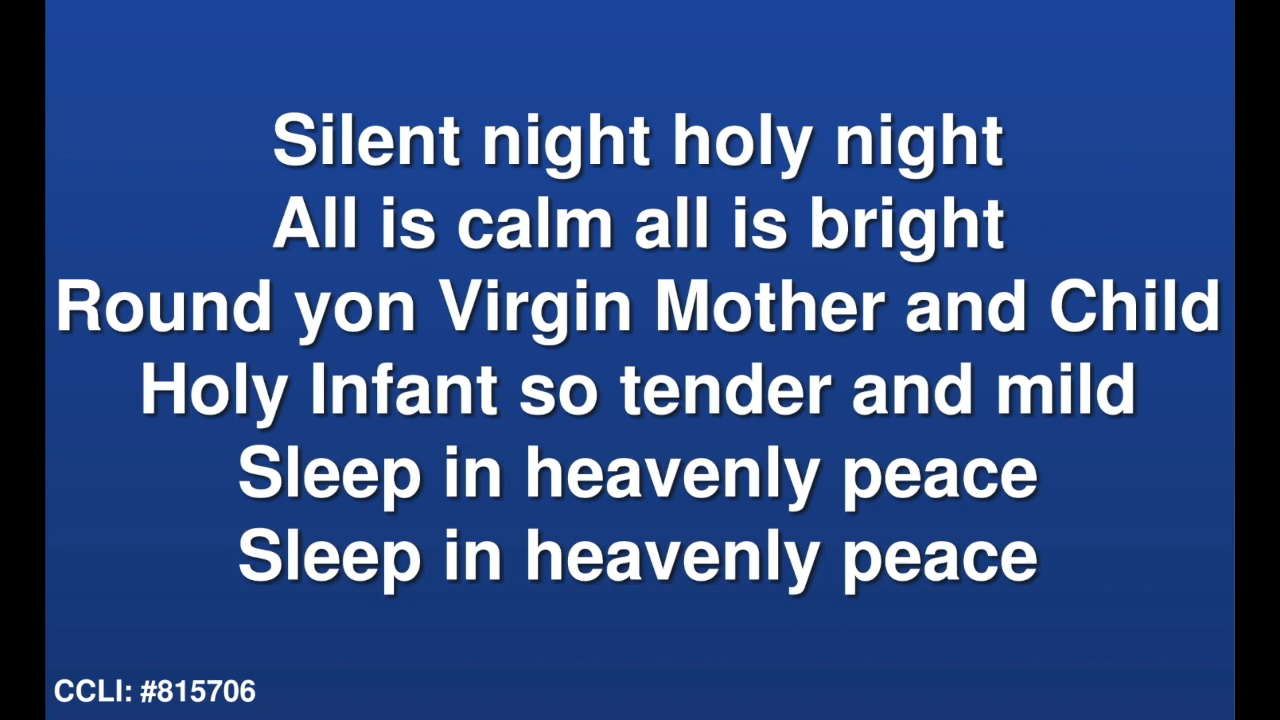 Silent night holy night
All is calm all is bright
Round yon Virgin Mother and Child
Holy Infant so tender and mild
Sleep in heavenly peace
Sleep in heavenly peace
CCLI: #815706